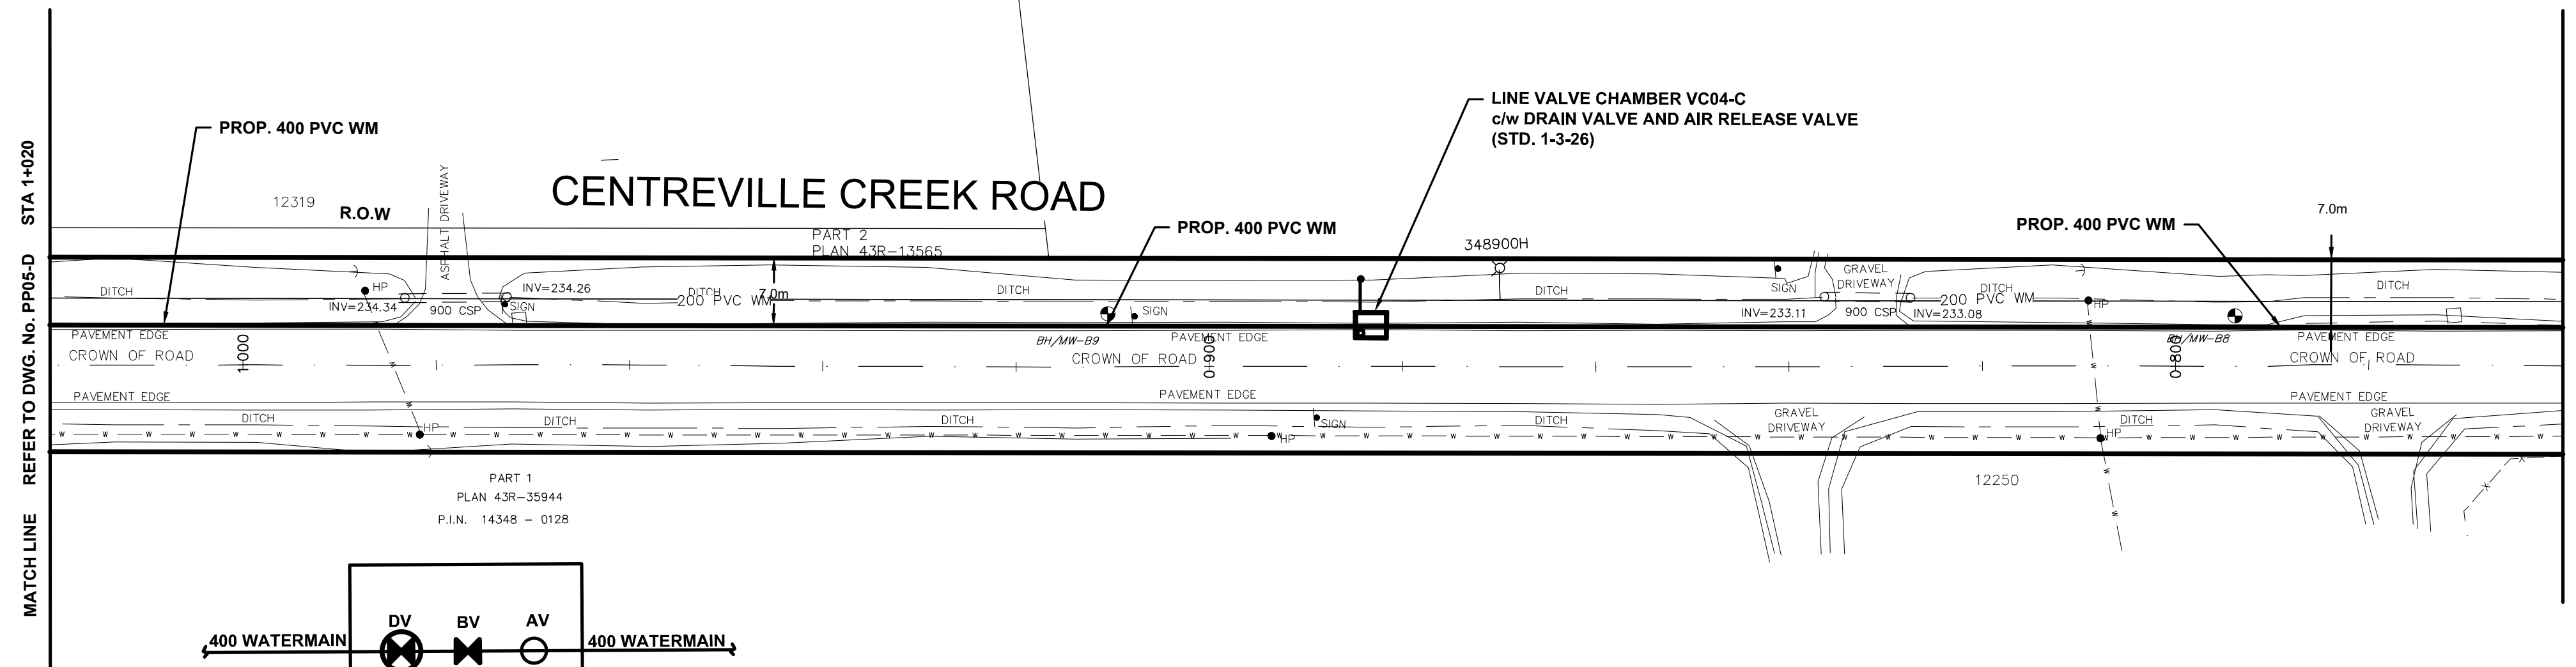 MATCH LINE REFER TO DWG. No. PP05-D STA 1+020
PROP. 400 PVC WM
LINE VALVE CHAMBER VC04-C
c/w DRAIN VALVE AND AIR RELEASE VALVE
(STD. 1-3-26)
12319
R.O.W
ASPHALT DRIVEWAY
CENTREVILLE CREEK ROAD
PART 2
PLAN 43R-13565
PROP. 400 PVC WM
348900H
PROP. 400 PVC WM
7.0m
DITCH
HP
INV=234.34
900 CSP
INV=234.26
SIGN
DITCH
200 PVC WM
7.0m
DITCH
SIGN
BH/MW-B9
DITCH
SIGN
GRAVEL
DRIVEWAY
INV=233.11
900 CSP
INV=233.08
DITCH
200 PVC WM
HP
BH/MW-B8
DITCH
PAVEMENT EDGE
PAVEMENT EDGE
PAVEMENT EDGE
CROWN OF ROAD
1+000
CROWN OF ROAD
0+900
0+800
CROWN OF ROAD
PAVEMENT EDGE
PAVEMENT EDGE
PAVEMENT EDGE
DITCH
HP
DITCH
DITCH
HP
SIGN
DITCH
GRAVEL
DRIVEWAY
DITCH
HP
GRAVEL
DRIVEWAY
W W W W W W W W W W W W W W W W W W W W W W W W W W W W W W W W W W W W W W W W W W W W W W W W W W W W W W W W W W
PART 1
PLAN 43R-35944
P.I.N. 14348 - 0128
12250
X X
400 WATERMAIN
DV
BV
AV
400 WATERMAIN